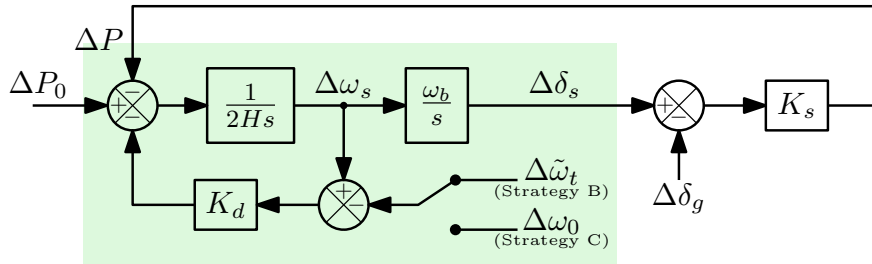 ΔP
ΔP₀
+
−
−
1/2Hs
Δω_s
ω_b/s
Δδ_s
+
−
K_s
K_d
+
−
Δω̃_t
(Strategy B)
Δω₀
(Strategy C)
Δδ_g